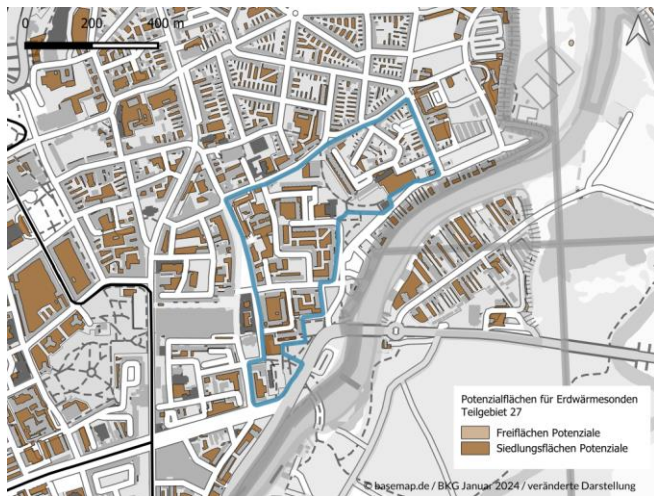 0 200 400 m
Potenzialflächen für Erdwärmesonden
Teilgebiet 27
Freiflächen Potenziale
Siedlungsflächen Potenziale
© basemap.de / BKG Januar 2024 / veränderte Darstellung